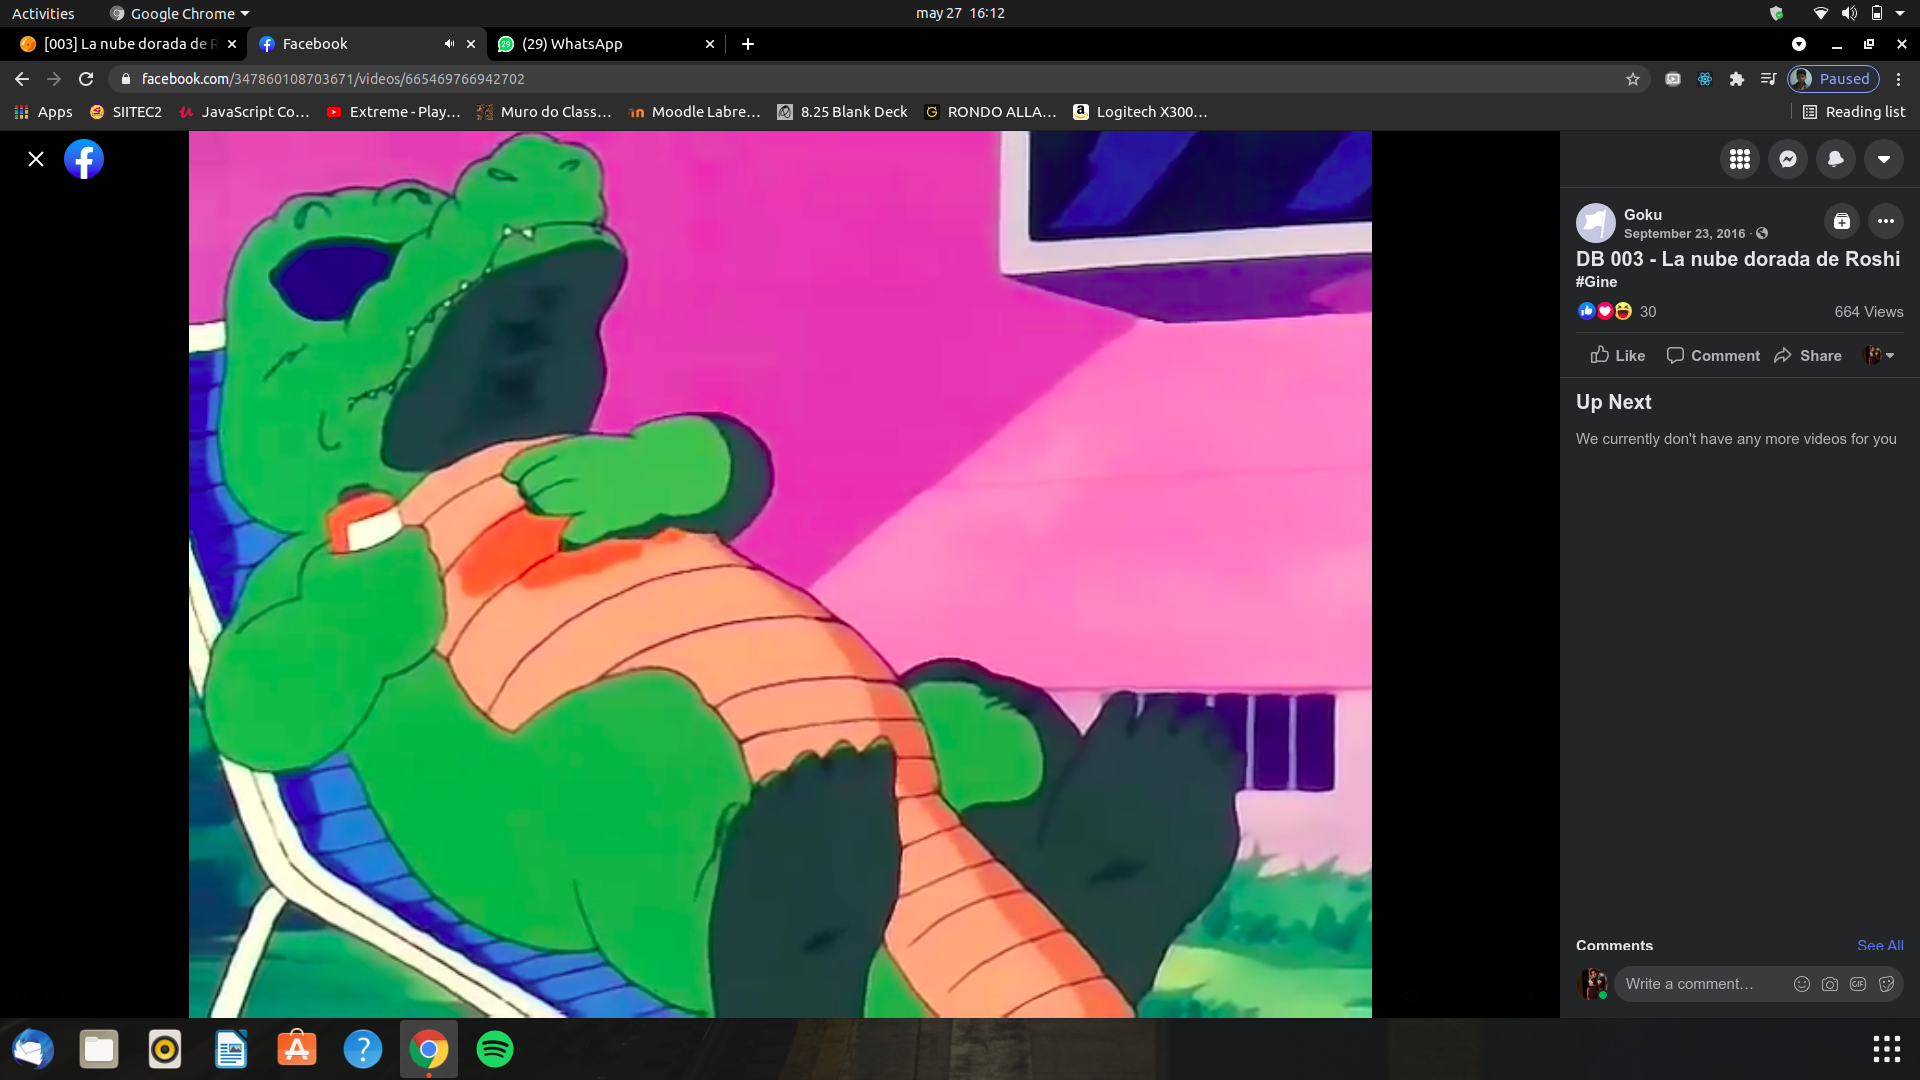 Activities
Google Chrome
may 27 16:12
[003] La nube dorada de R
Facebook
(29) WhatsApp
facebook.com/347860108703671/videos/665469766942702
Paused
Apps
SIITEC2
JavaScript Co…
Extreme - Play…
Muro do Class…
Moodle Labre…
8.25 Blank Deck
RONDO ALLA…
Logitech X300…
Reading list
Goku
September 23, 2016 ·
DB 003 - La nube dorada de Roshi
#Gine
30
664 Views
Like
Comment
Share
Up Next
We currently don't have any more videos for you
Comments
See All
Write a comment…
GIF